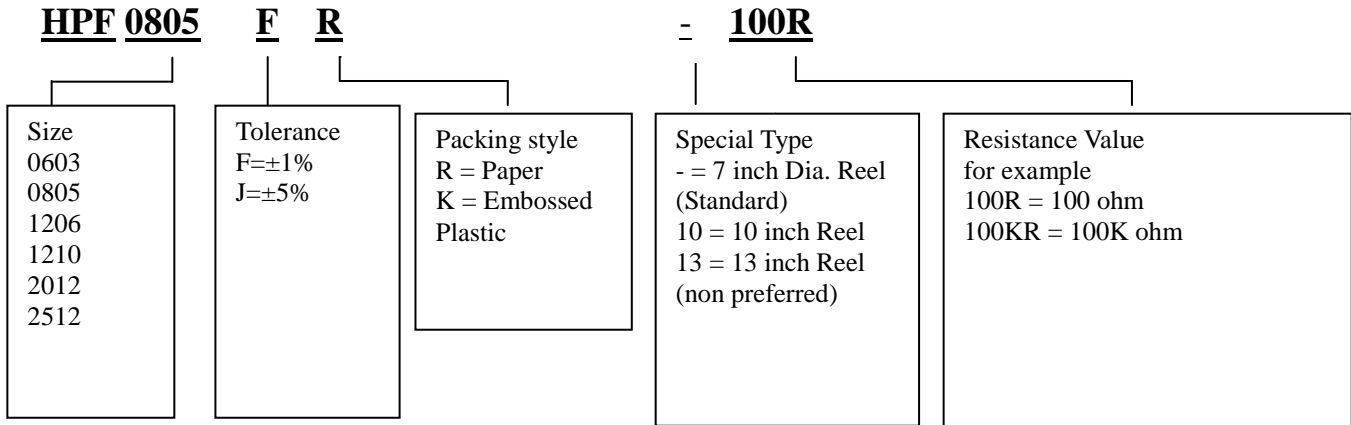 HPF 0805 F R - 100R
Size
0603
0805
1206
1210
2012
2512
Tolerance
F=±1%
J=±5%
Packing style
R = Paper
K = Embossed
Plastic
Special Type
- = 7 inch Dia. Reel
(Standard)
10 = 10 inch Reel
13 = 13 inch Reel
(non preferred)
Resistance Value
for example
100R = 100 ohm
100KR = 100K ohm